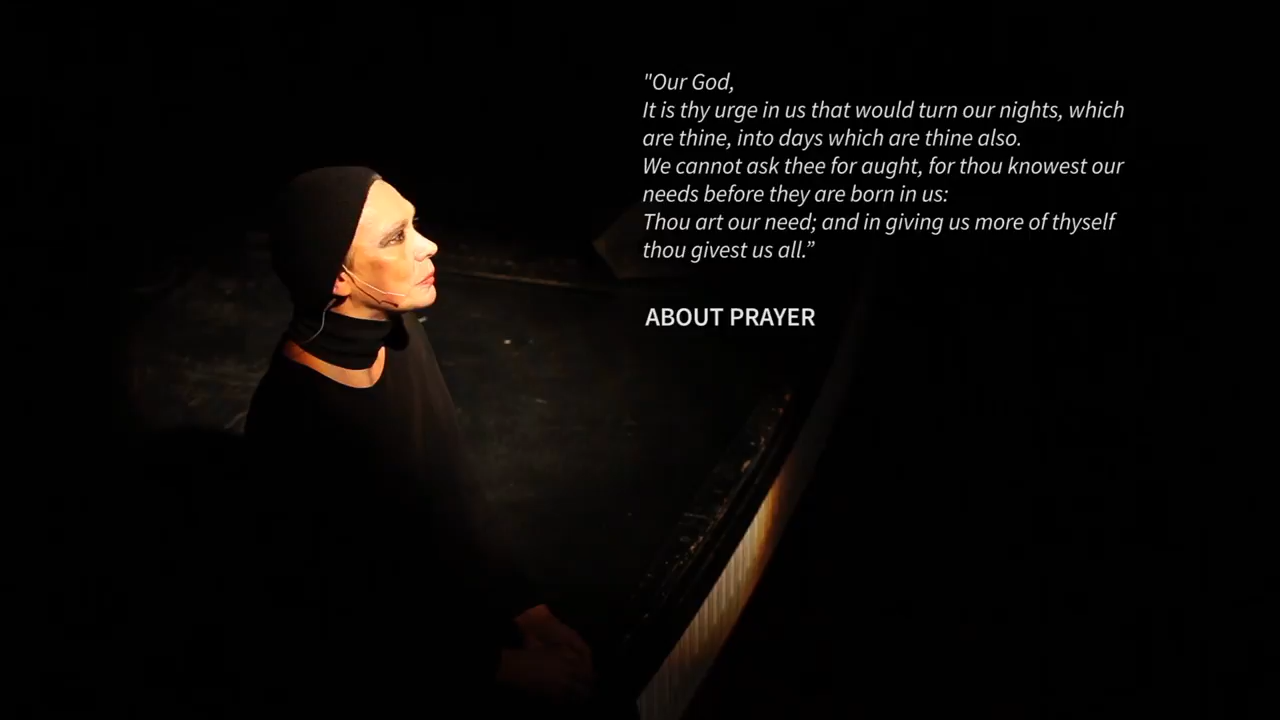 "Our God,
It is thy urge in us that would turn our nights, which
are thine, into days which are thine also.
We cannot ask thee for aught, for thou knowest our
needs before they are born in us:
Thou art our need; and in giving us more of thyself
thou givest us all.”
ABOUT PRAYER